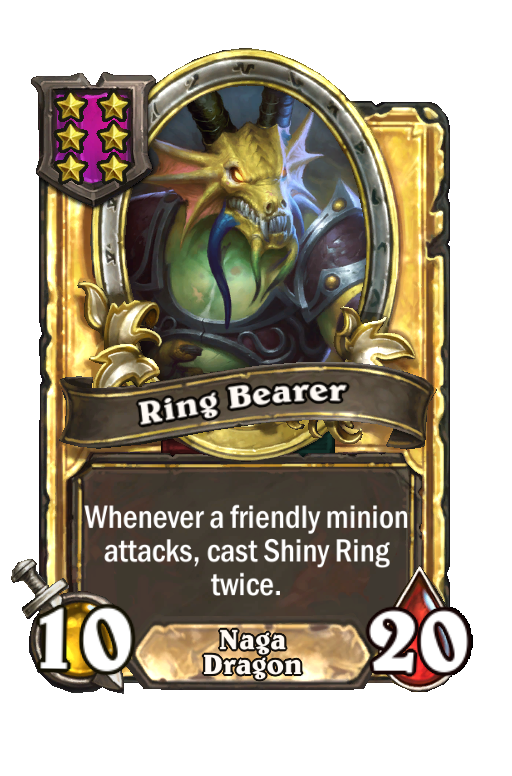 Ring Bearer
Whenever a friendly minion
attacks, cast Shiny Ring
twice.
10
Naga
Dragon
20